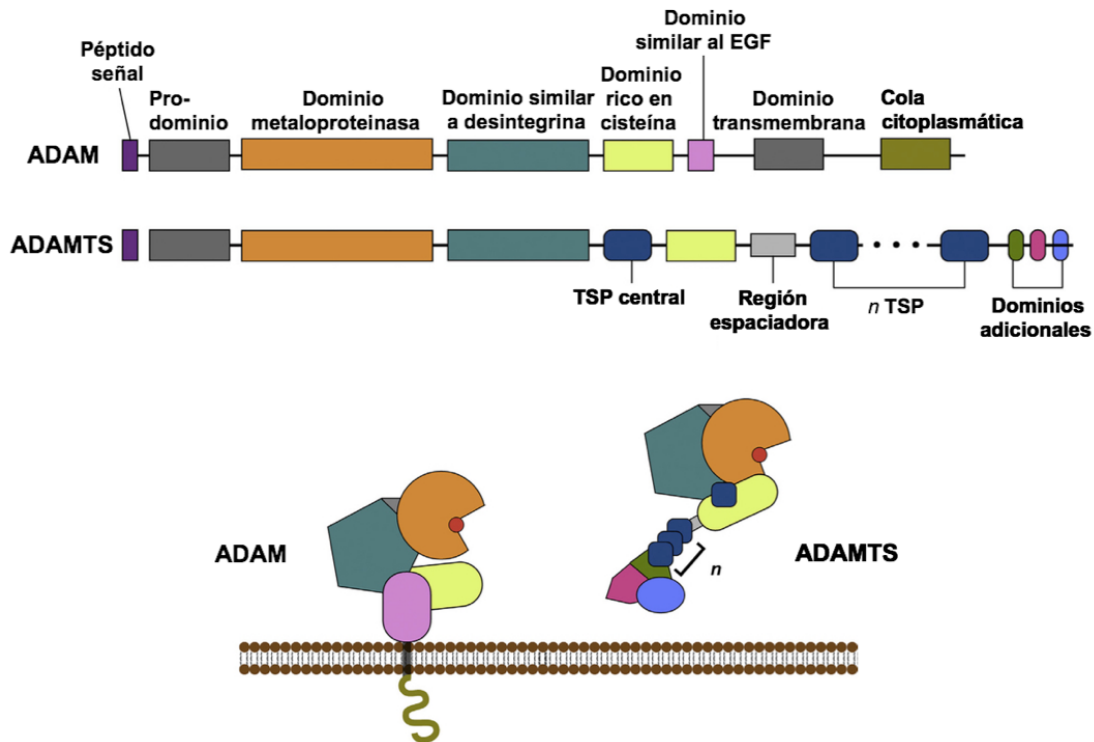 Péptido
señal
Pro-
dominio
Dominio
metaloproteinasa
Dominio similar
a desintegrina
Dominio
rico en
cisteína
Dominio
similar al EGF
Dominio
transmembrana
Cola
citoplasmática
ADAM
ADAMTS
TSP central
Región
espaciadora
n TSP
Dominios
adicionales
ADAM
ADAMTS
n